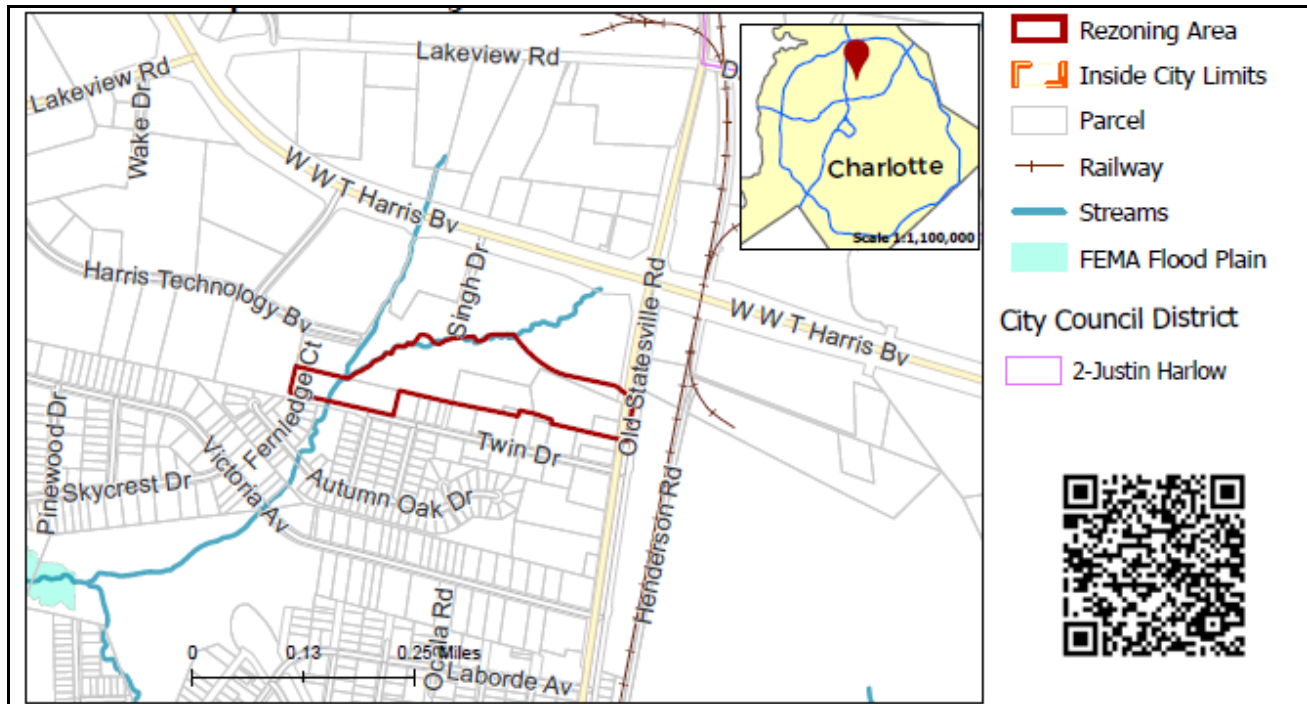 Lakeview Rd
Lakeview Rd
Wake Dr
W W T Harris Bv
Harris Technology Bv
Singh Dr
Old Statesville Rd
W W T Harris Bv
Fernledge Ct
Pinewood Dr
Victoria Av
Skycrest Dr
Twin Dr
Autumn Oak Dr
Henderson Rd
Ocala Rd
Laborde Av
0 0.13 0.25 Miles
D
Charlotte
Scale 1:1,100,000
Rezoning Area
Inside City Limits
Parcel
Railway
Streams
FEMA Flood Plain
City Council District
2-Justin Harlow